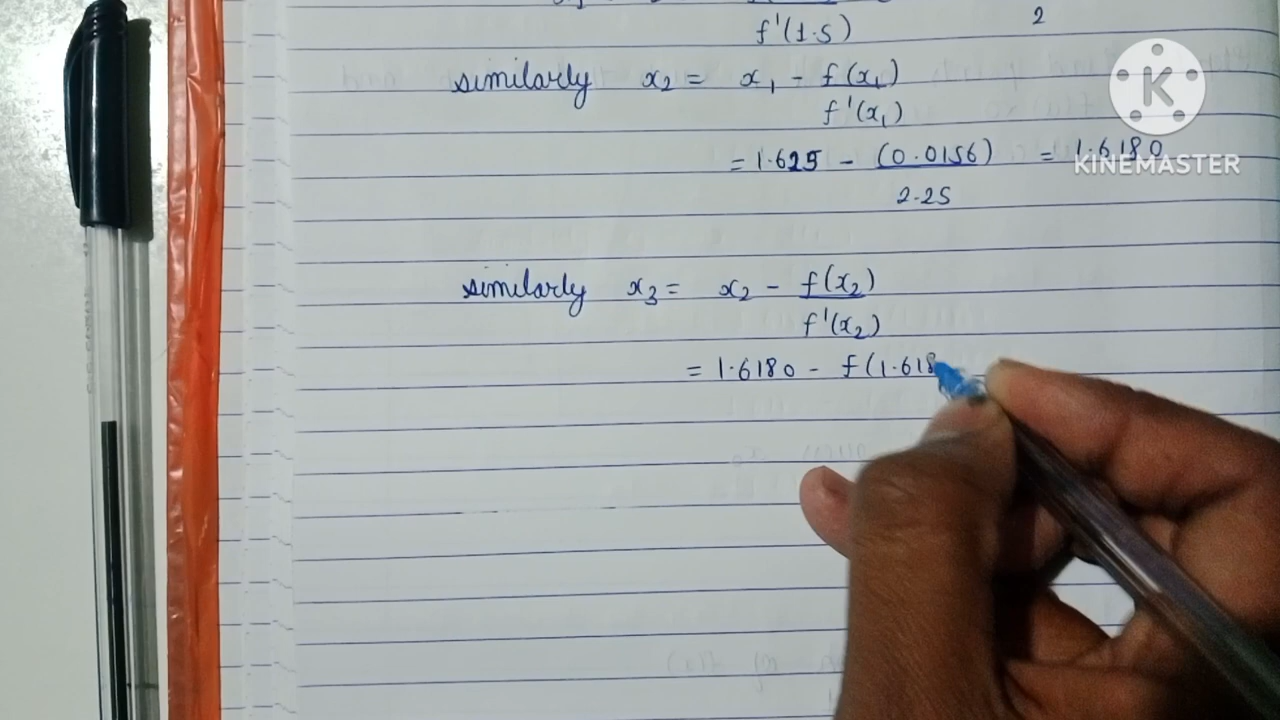 f'(1.5) 2
similarly x₂ = x₁ - f(x₁)
f'(x₁)
= 1.625 - (0.0156) = 1.6180
2.25
similarly x₃ = x₂ - f(x₂)
f'(x₂)
= 1.6180 - f(1.618
K
KINEMASTER